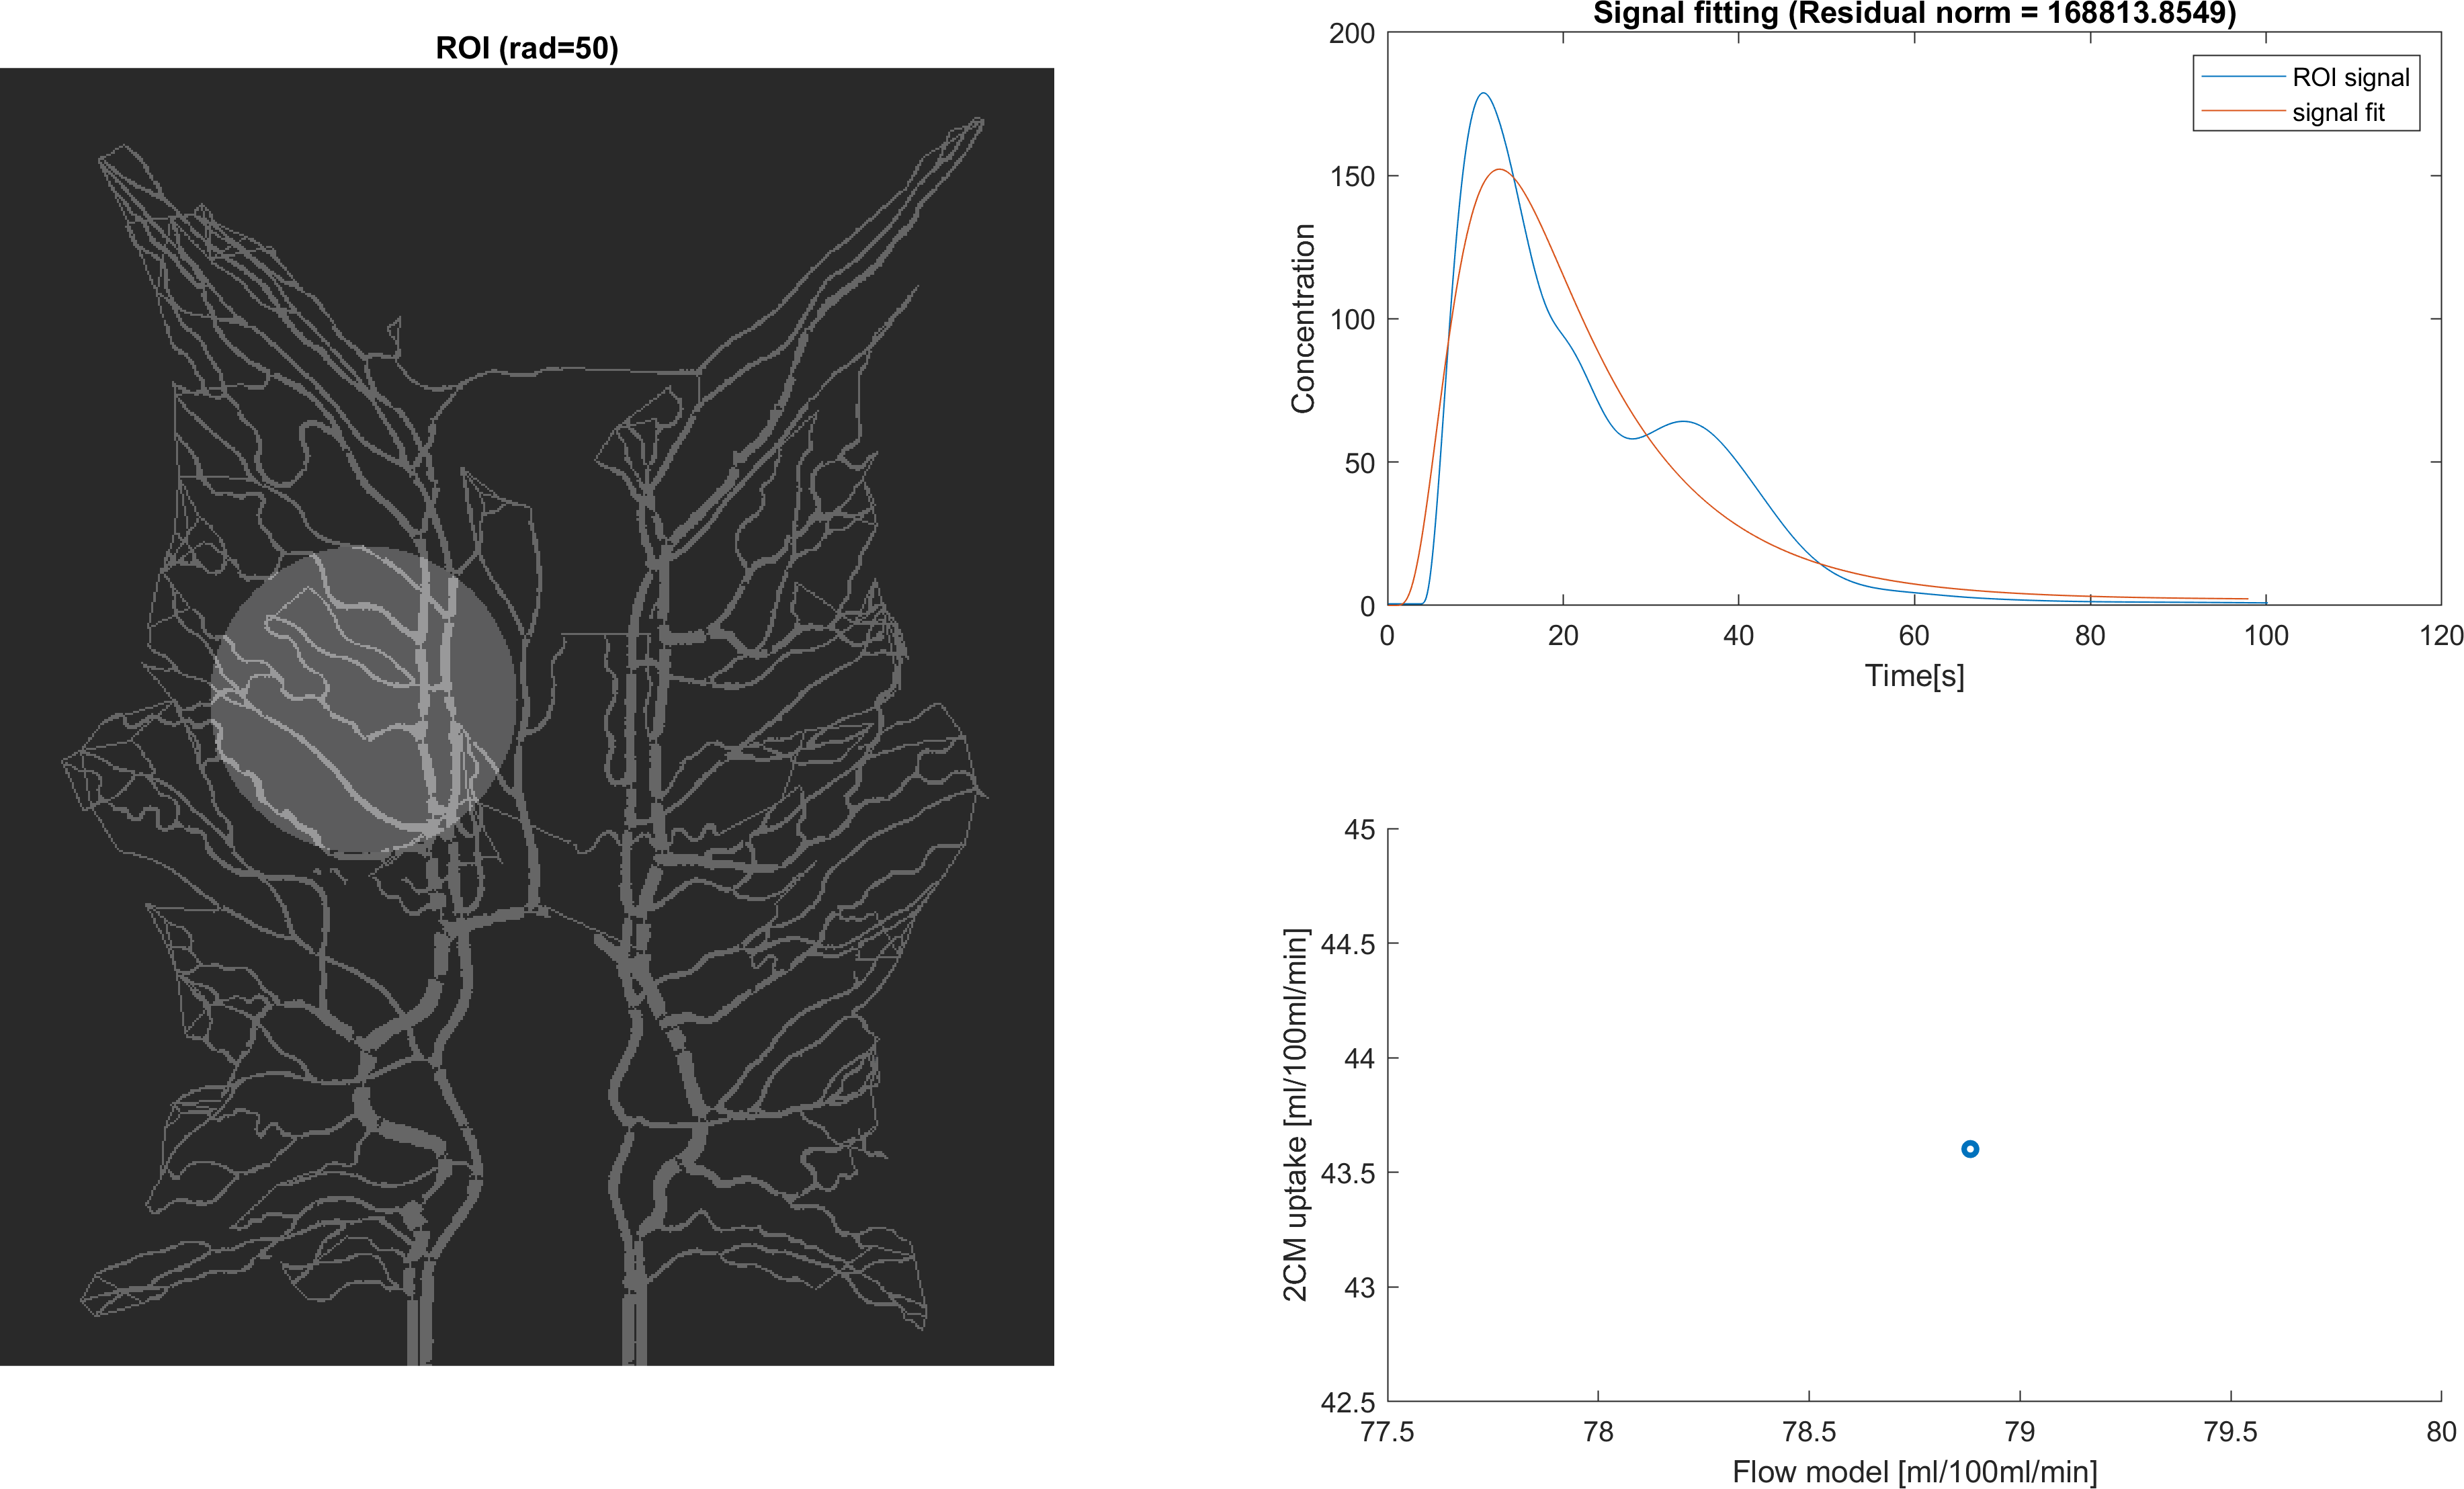 ROI (rad=50)
Signal fitting (Residual norm = 168813.8549)
200
150
100
50
0
Concentration
ROI signal
signal fit
0 20 40 60 80 100 120
Time[s]
45
44.5
44
43.5
43
42.5
2CM uptake [ml/100ml/min]
77.5 78 78.5 79 79.5 80
Flow model [ml/100ml/min]